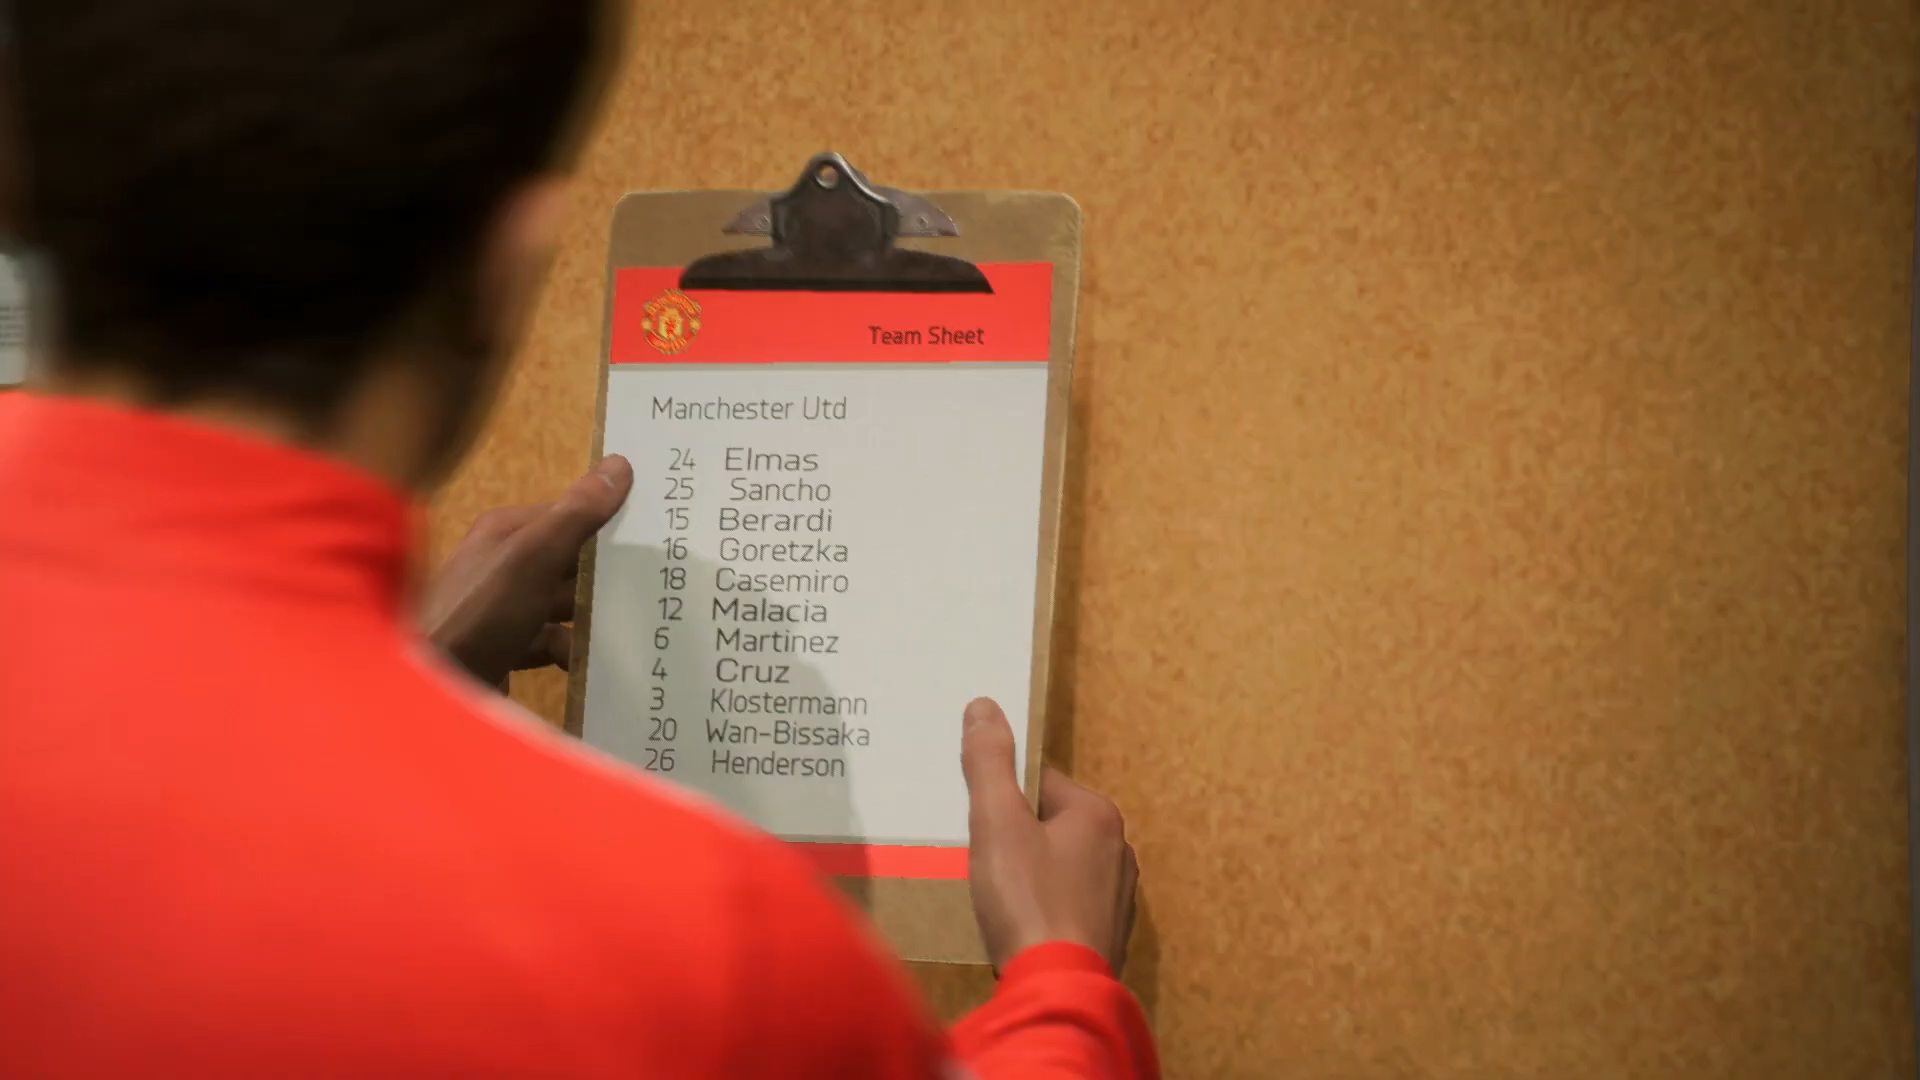 Team Sheet
Manchester Utd
24 Elmas
25 Sancho
15 Berardi
16 Goretzka
18 Casemiro
12 Malacia
6 Martinez
4 Cruz
3 Klostermann
20 Wan-Bissaka
26 Henderson